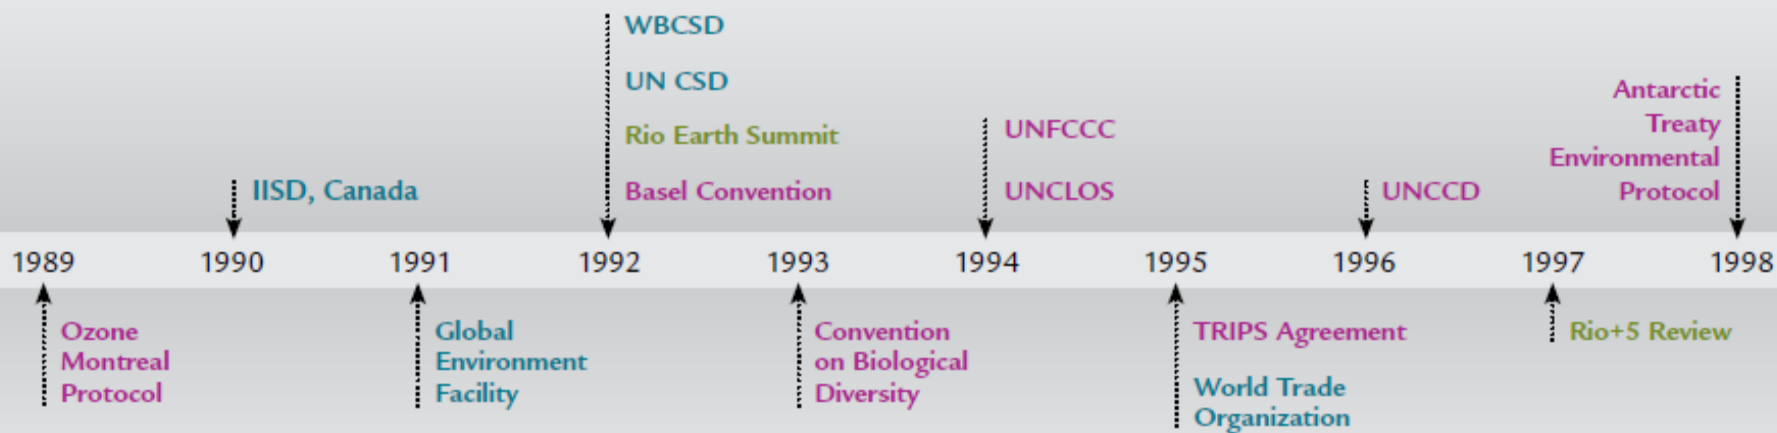 WBCSD
UN CSD
Rio Earth Summit
Basel Convention
IISD, Canada
UNFCCC
UNCLOS
UNCCD
Antarctic
Treaty
Environmental
Protocol
1989 1990 1991 1992 1993 1994 1995 1996 1997 1998
Ozone
Montreal
Protocol
Global
Environment
Facility
Convention
on Biological
Diversity
TRIPS Agreement
World Trade
Organization
Rio+5 Review